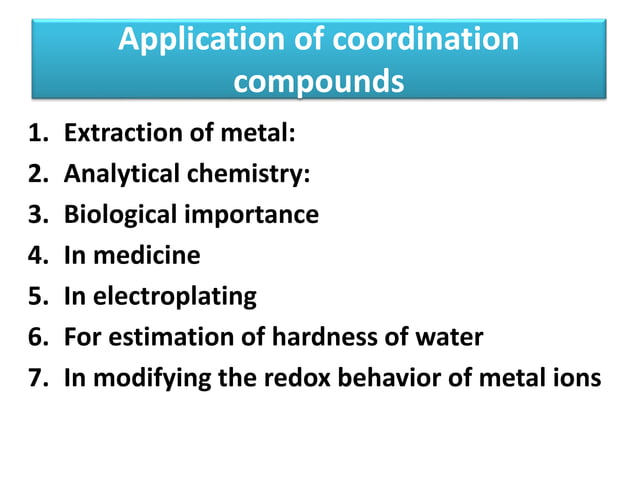 Application of coordination
compounds
1. Extraction of metal:
2. Analytical chemistry:
3. Biological importance
4. In medicine
5. In electroplating
6. For estimation of hardness of water
7. In modifying the redox behavior of metal ions